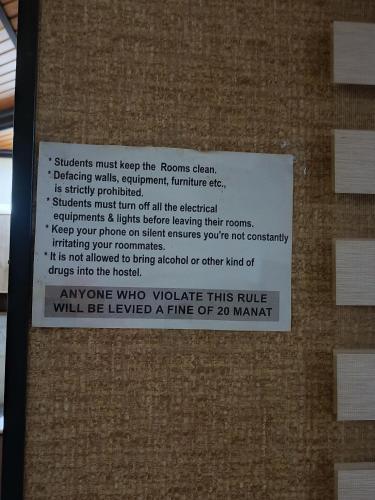 * Students must keep the Rooms clean.
* Defacing walls, equipment, furniture etc.,
is strictly prohibited.
* Students must turn off all the electrical
equipments & lights before leaving their rooms.
* Keep your phone on silent ensures you're not constantly
irritating your roommates.
* It is not allowed to bring alcohol or other kind of
drugs into the hostel.
ANYONE WHO VIOLATE THIS RULE
WILL BE LEVIED A FINE OF 20 MANAT